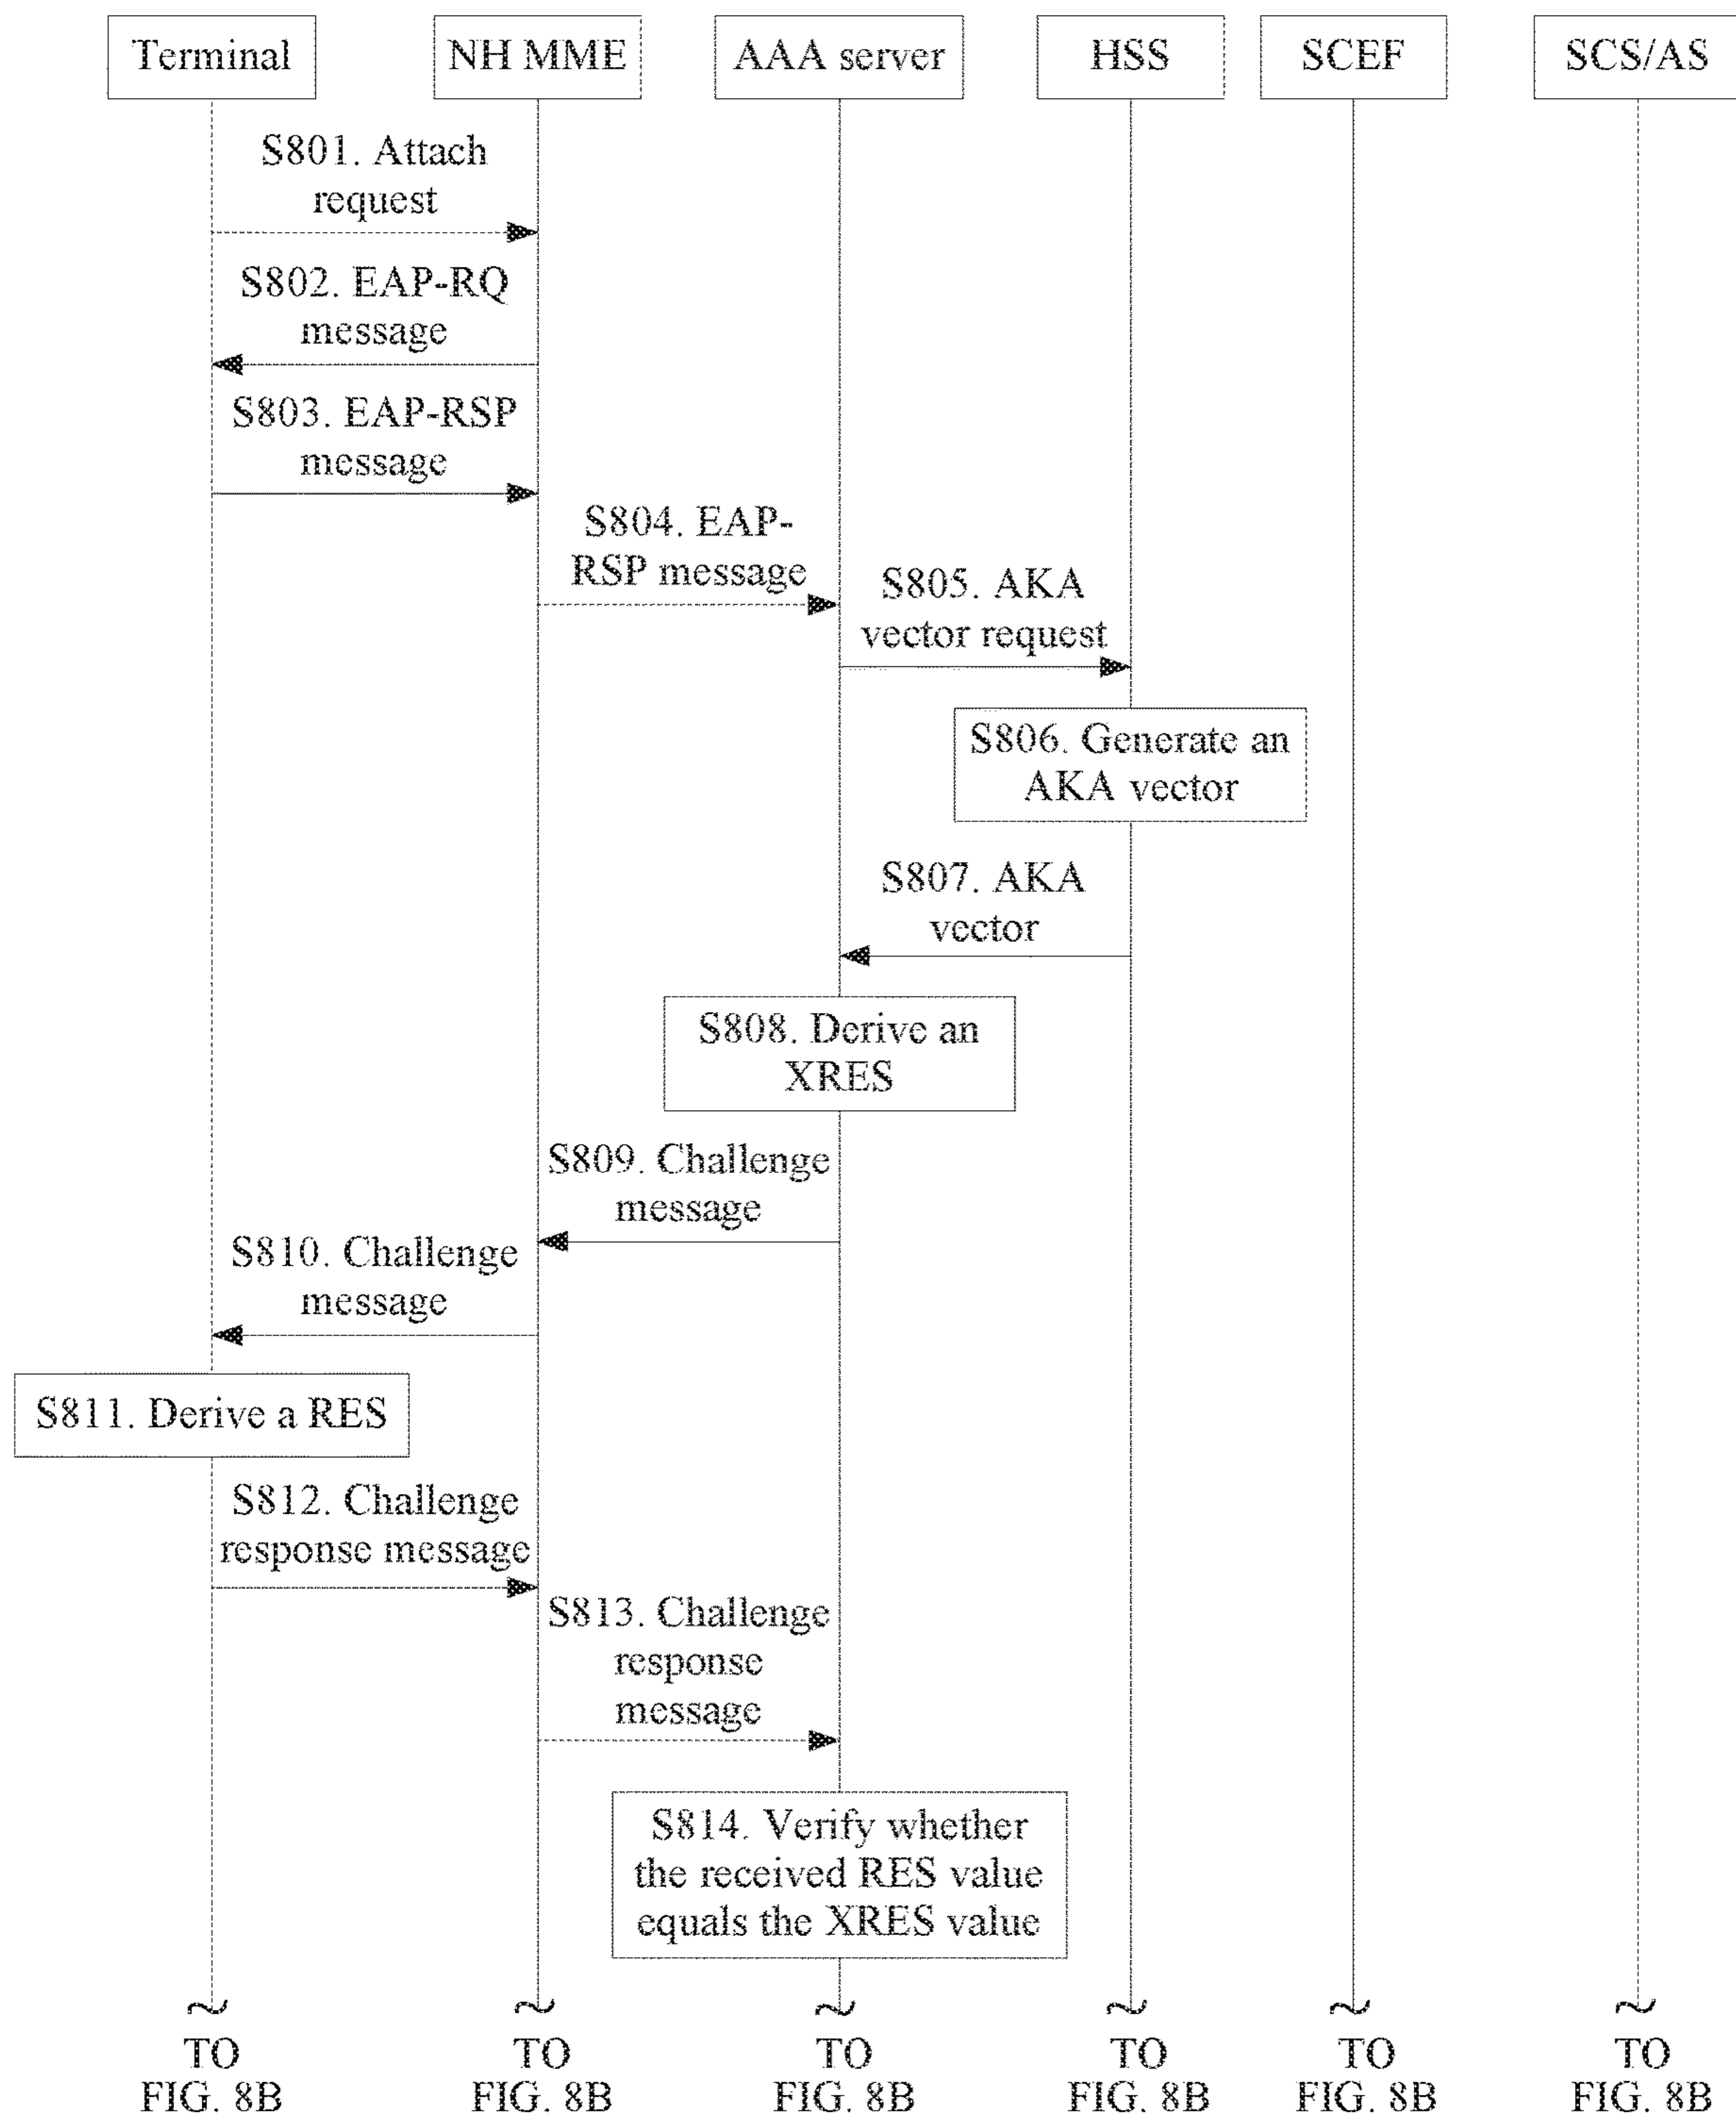 Terminal
NH MME
AAA server
HSS
SCEF
SCS/AS
S801. Attach
request
S802. EAP-RQ
message
S803. EAP-RSP
message
S804. EAP-
RSP message
S805. AKA
vector request
S806. Generate an
AKA vector
S807. AKA
vector
S808. Derive an
XRES
S809. Challenge
message
S810. Challenge
message
S811. Derive a RES
S812. Challenge
response message
S813. Challenge
response
message
S814. Verify whether
the received RES value
equals the XRES value
TO
FIG. 8B
TO
FIG. 8B
TO
FIG. 8B
TO
FIG. 8B
TO
FIG. 8B
TO
FIG. 8B